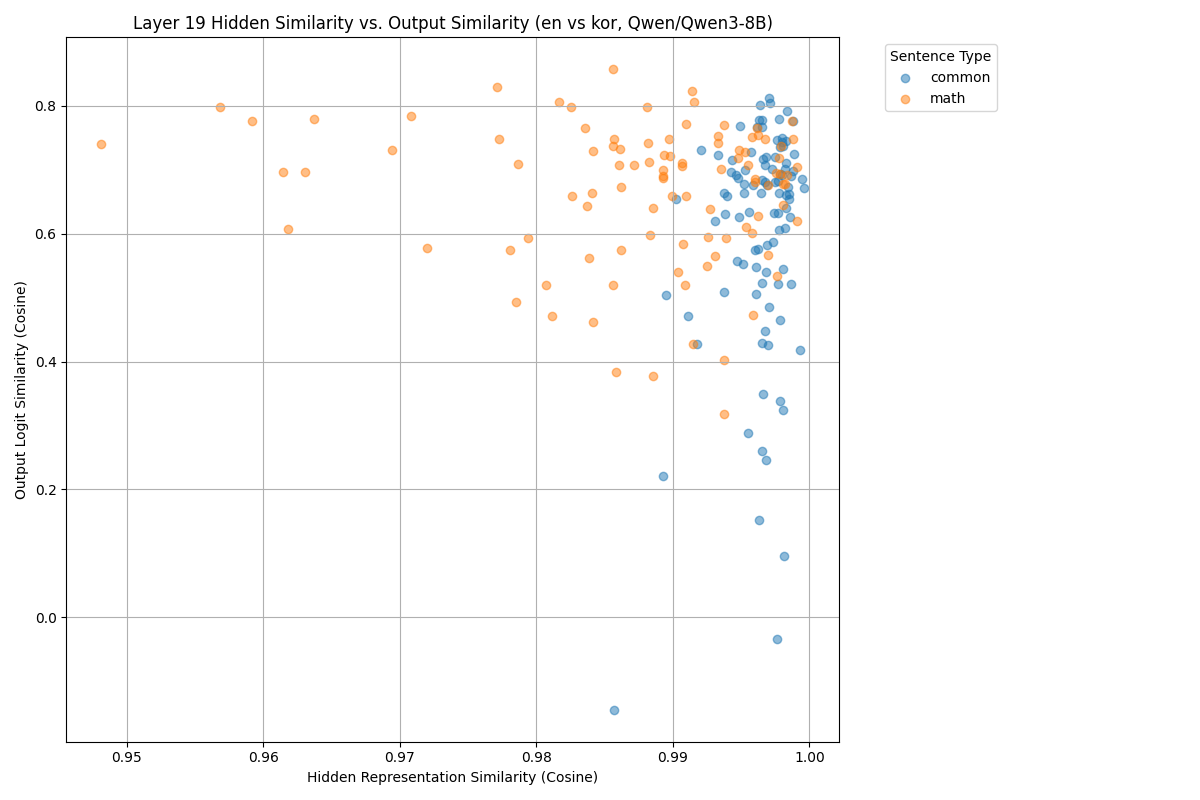 Layer 19 Hidden Similarity vs. Output Similarity (en vs kor, Qwen/Qwen3-8B)
Sentence Type
common
math
Output Logit Similarity (Cosine)
0.8
0.6
0.4
0.2
0.0
0.95
0.96
0.97
0.98
0.99
1.00
Hidden Representation Similarity (Cosine)